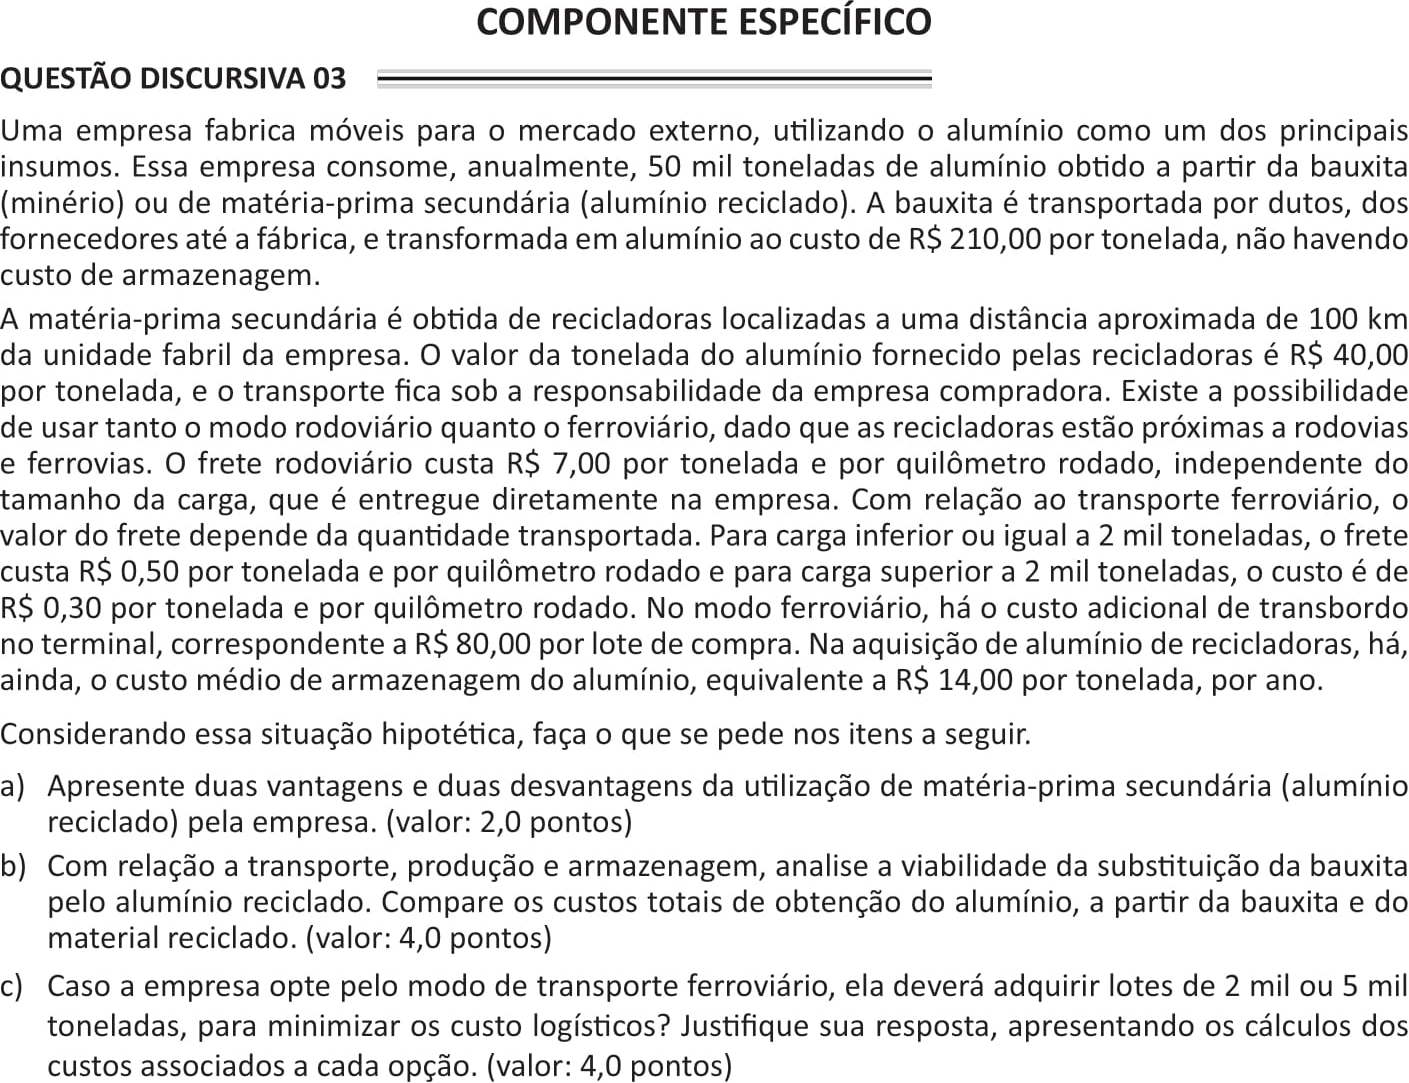 COMPONENTE ESPECÍFICO
QUESTÃO DISCURSIVA 03
Uma empresa fabrica móveis para o mercado externo, utilizando o alumínio como um dos principais
insumos. Essa empresa consome, anualmente, 50 mil toneladas de alumínio obtido a partir da bauxita
(minério) ou de matéria-prima secundária (alumínio reciclado). A bauxita é transportada por dutos, dos
fornecedores até a fábrica, e transformada em alumínio ao custo de R$ 210,00 por tonelada, não havendo
custo de armazenagem.
A matéria-prima secundária é obtida de recicladoras localizadas a uma distância aproximada de 100 km
da unidade fabril da empresa. O valor da tonelada do alumínio fornecido pelas recicladoras é R$ 40,00
por tonelada, e o transporte fica sob a responsabilidade da empresa compradora. Existe a possibilidade
de usar tanto o modo rodoviário quanto o ferroviário, dado que as recicladoras estão próximas a rodovias
e ferrovias. O frete rodoviário custa R$ 7,00 por tonelada e por quilômetro rodado, independente do
tamanho da carga, que é entregue diretamente na empresa. Com relação ao transporte ferroviário, o
valor do frete depende da quantidade transportada. Para carga inferior ou igual a 2 mil toneladas, o frete
custa R$ 0,50 por tonelada e por quilômetro rodado e para carga superior a 2 mil toneladas, o custo é de
R$ 0,30 por tonelada e por quilômetro rodado. No modo ferroviário, há o custo adicional de transbordo
no terminal, correspondente a R$ 80,00 por lote de compra. Na aquisição de alumínio de recicladoras, há,
ainda, o custo médio de armazenagem do alumínio, equivalente a R$ 14,00 por tonelada, por ano.
Considerando essa situação hipotética, faça o que se pede nos itens a seguir.
a) Apresente duas vantagens e duas desvantagens da utilização de matéria-prima secundária (alumínio
reciclado) pela empresa. (valor: 2,0 pontos)
b) Com relação a transporte, produção e armazenagem, analise a viabilidade da substituição da bauxita
pelo alumínio reciclado. Compare os custos totais de obtenção do alumínio, a partir da bauxita e do
material reciclado. (valor: 4,0 pontos)
c) Caso a empresa opte pelo modo de transporte ferroviário, ela deverá adquirir lotes de 2 mil ou 5 mil
toneladas, para minimizar os custo logísticos? Justifique sua resposta, apresentando os cálculos dos
custos associados a cada opção. (valor: 4,0 pontos)